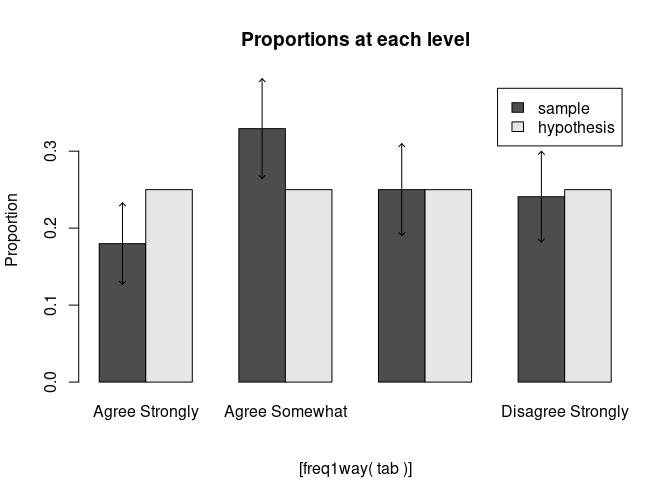 Proportions at each level
sample
hypothesis
Proportion
0.3
0.2
0.1
0.0
Agree Strongly
Agree Somewhat
Disagree Strongly
[freq1way( tab )]